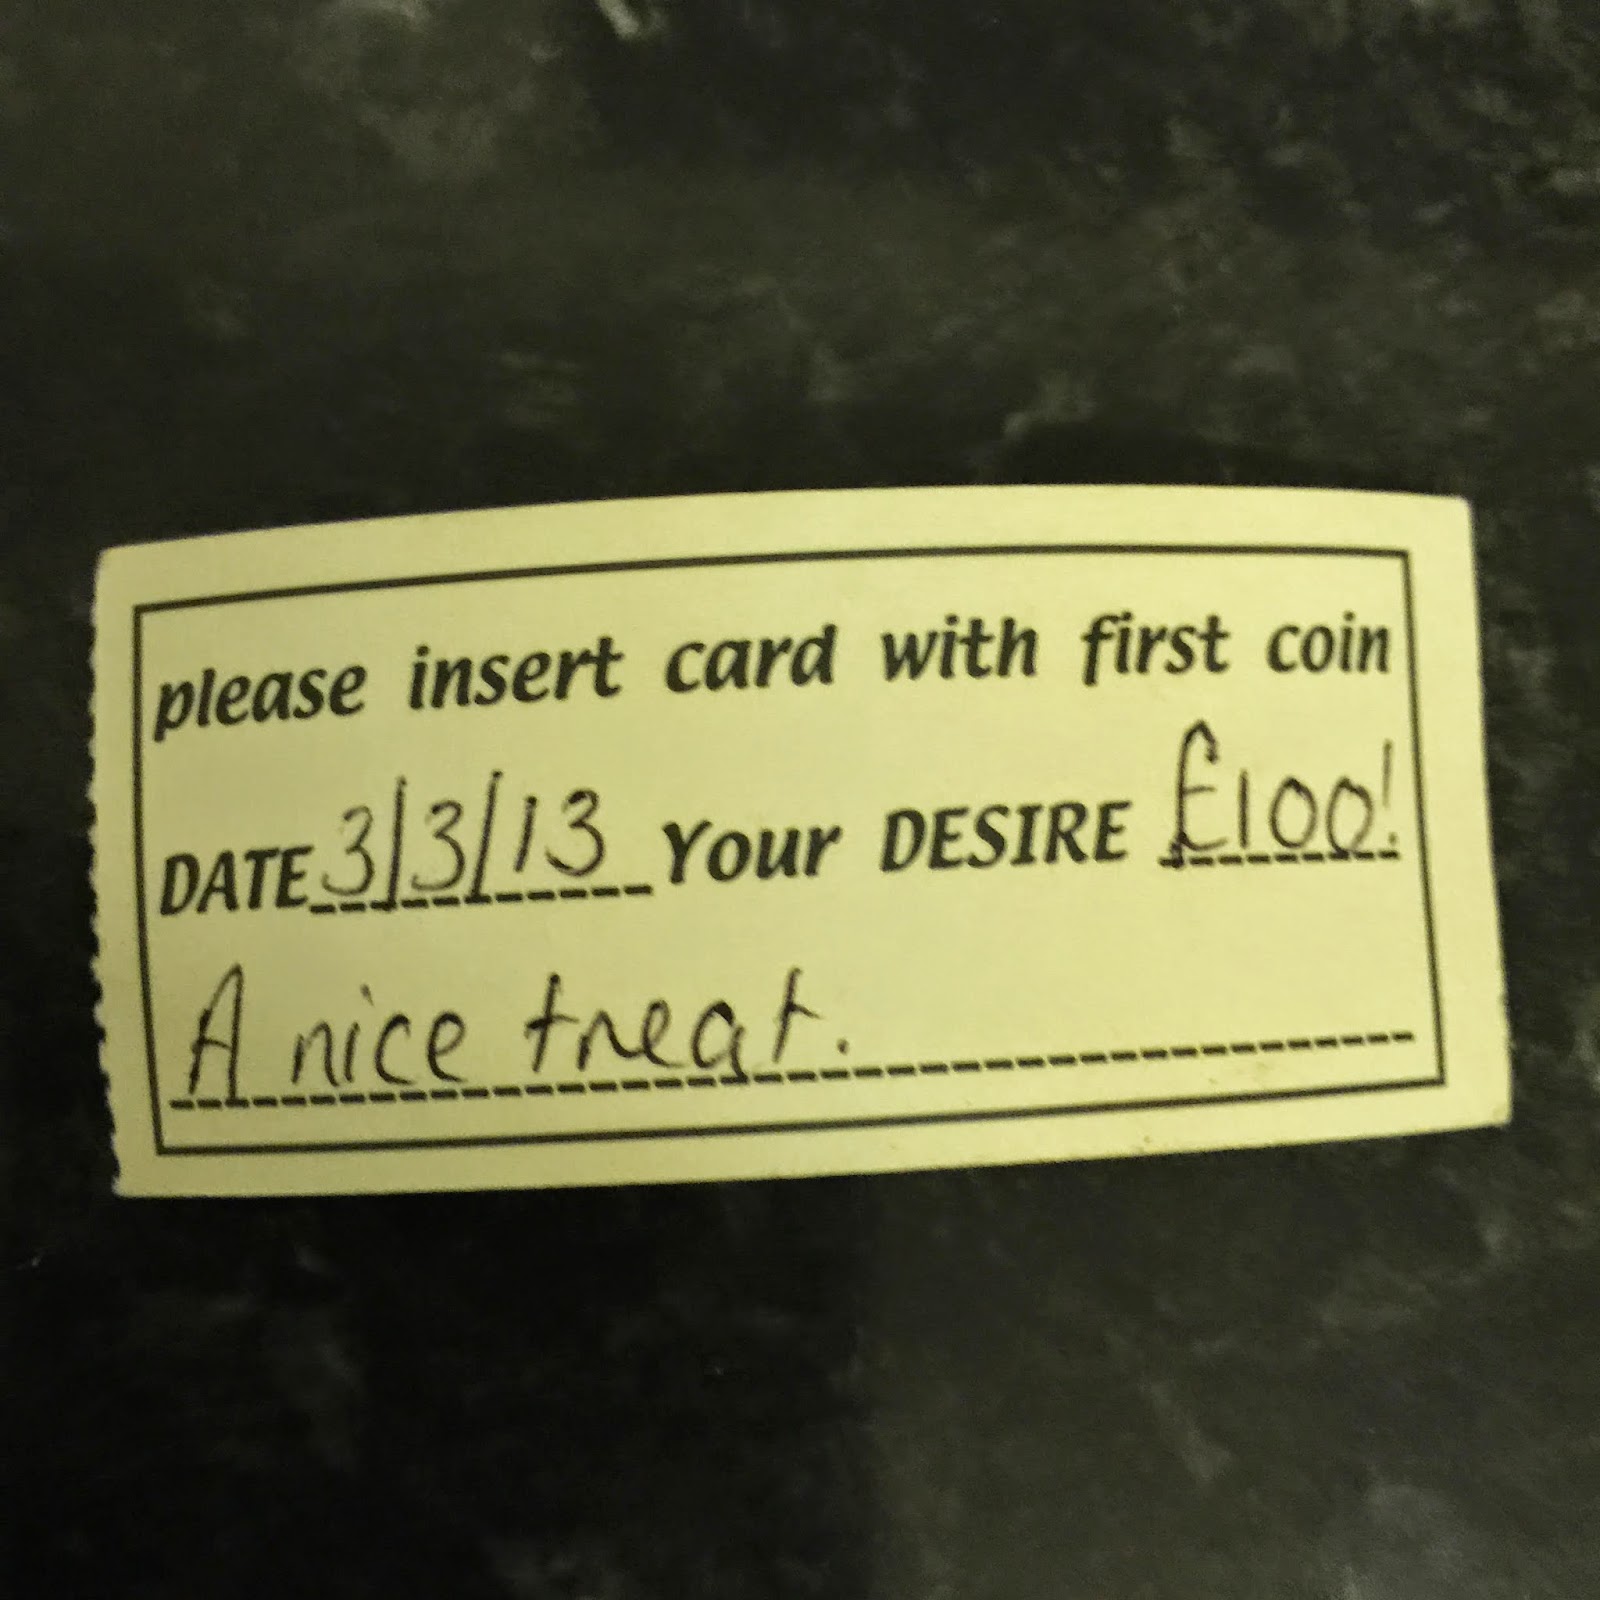 please insert card with first coin
DATE 3/3/13 Your DESIRE £100!
A nice treat.